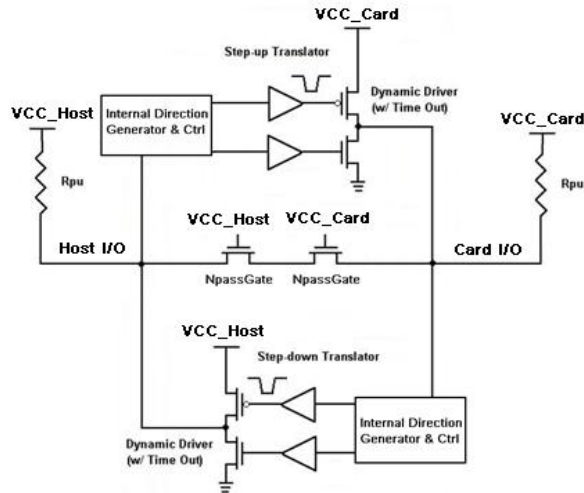 VCC_Card
Step-up Translator
Dynamic Driver
(w/ Time Out)
VCC_Host
Internal Direction
Generator & Ctrl
VCC_Card
Rpu
Rpu
VCC_Host
VCC_Card
Host I/O
Card I/O
NpassGate
NpassGate
VCC_Host
Step-down Translator
Internal Direction
Generator & Ctrl
Dynamic Driver
(w/ Time Out)